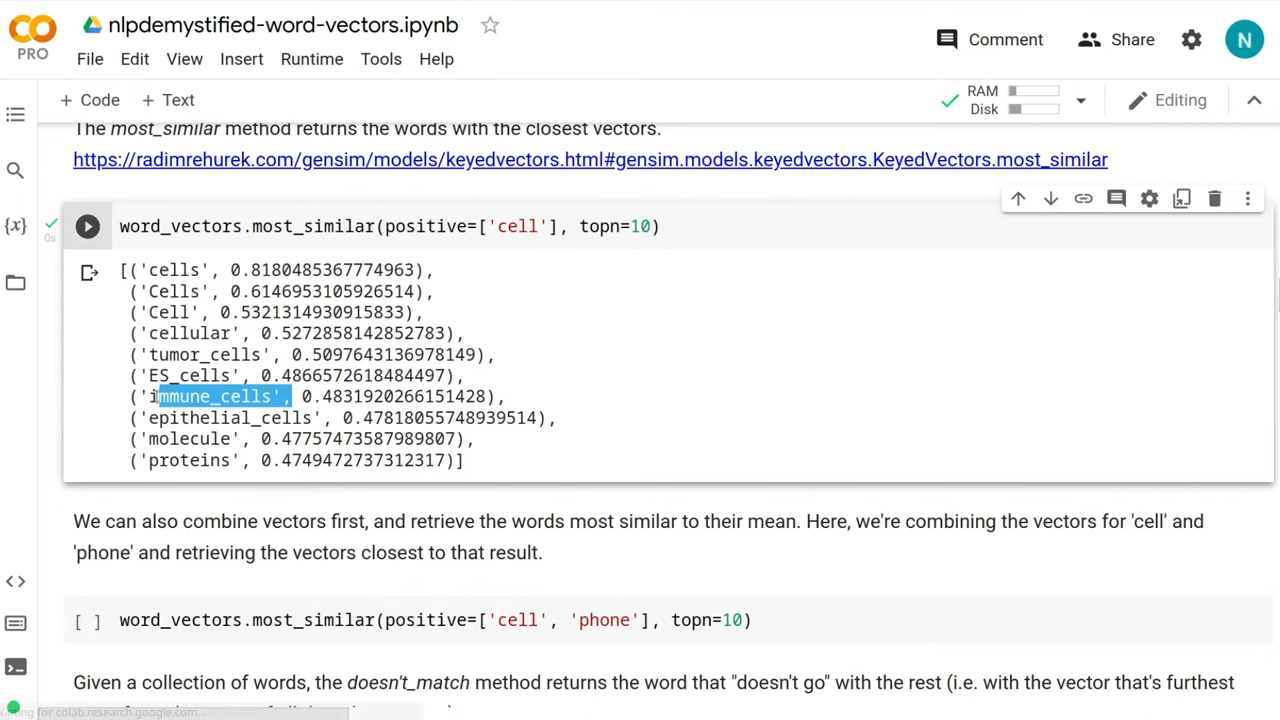 nlpdemystified-word-vectors.ipynb
PRO
File Edit View Insert Runtime Tools Help
Comment Share N
+ Code + Text
RAM
Disk
Editing
The most_similar method returns the words with the closest vectors.
https://radimrehurek.com/gensim/models/keyedvectors.html#gensim.models.keyedvectors.KeyedVectors.most_similar
word_vectors.most_similar(positive=['cell'], topn=10)
0s
[('cells', 0.8180485367774963),
('Cells', 0.6146953105926514),
('Cell', 0.5321314930915833),
('cellular', 0.5272858142852783),
('tumor_cells', 0.5097643136978149),
('ES_cells', 0.4866572618484497),
('immune_cells', 0.4831920266151428),
('epithelial_cells', 0.47818055748939514),
('molecule', 0.47757473587989807),
('proteins', 0.4749472737312317)]
We can also combine vectors first, and retrieve the words most similar to their mean. Here, we're combining the vectors for 'cell' and
'phone' and retrieving the vectors closest to that result.
[ ] word_vectors.most_similar(positive=['cell', 'phone'], topn=10)
Given a collection of words, the doesn't_match method returns the word that "doesn't go" with the rest (i.e. with the vector that's furthest
Waiting for colab.research.google.com...